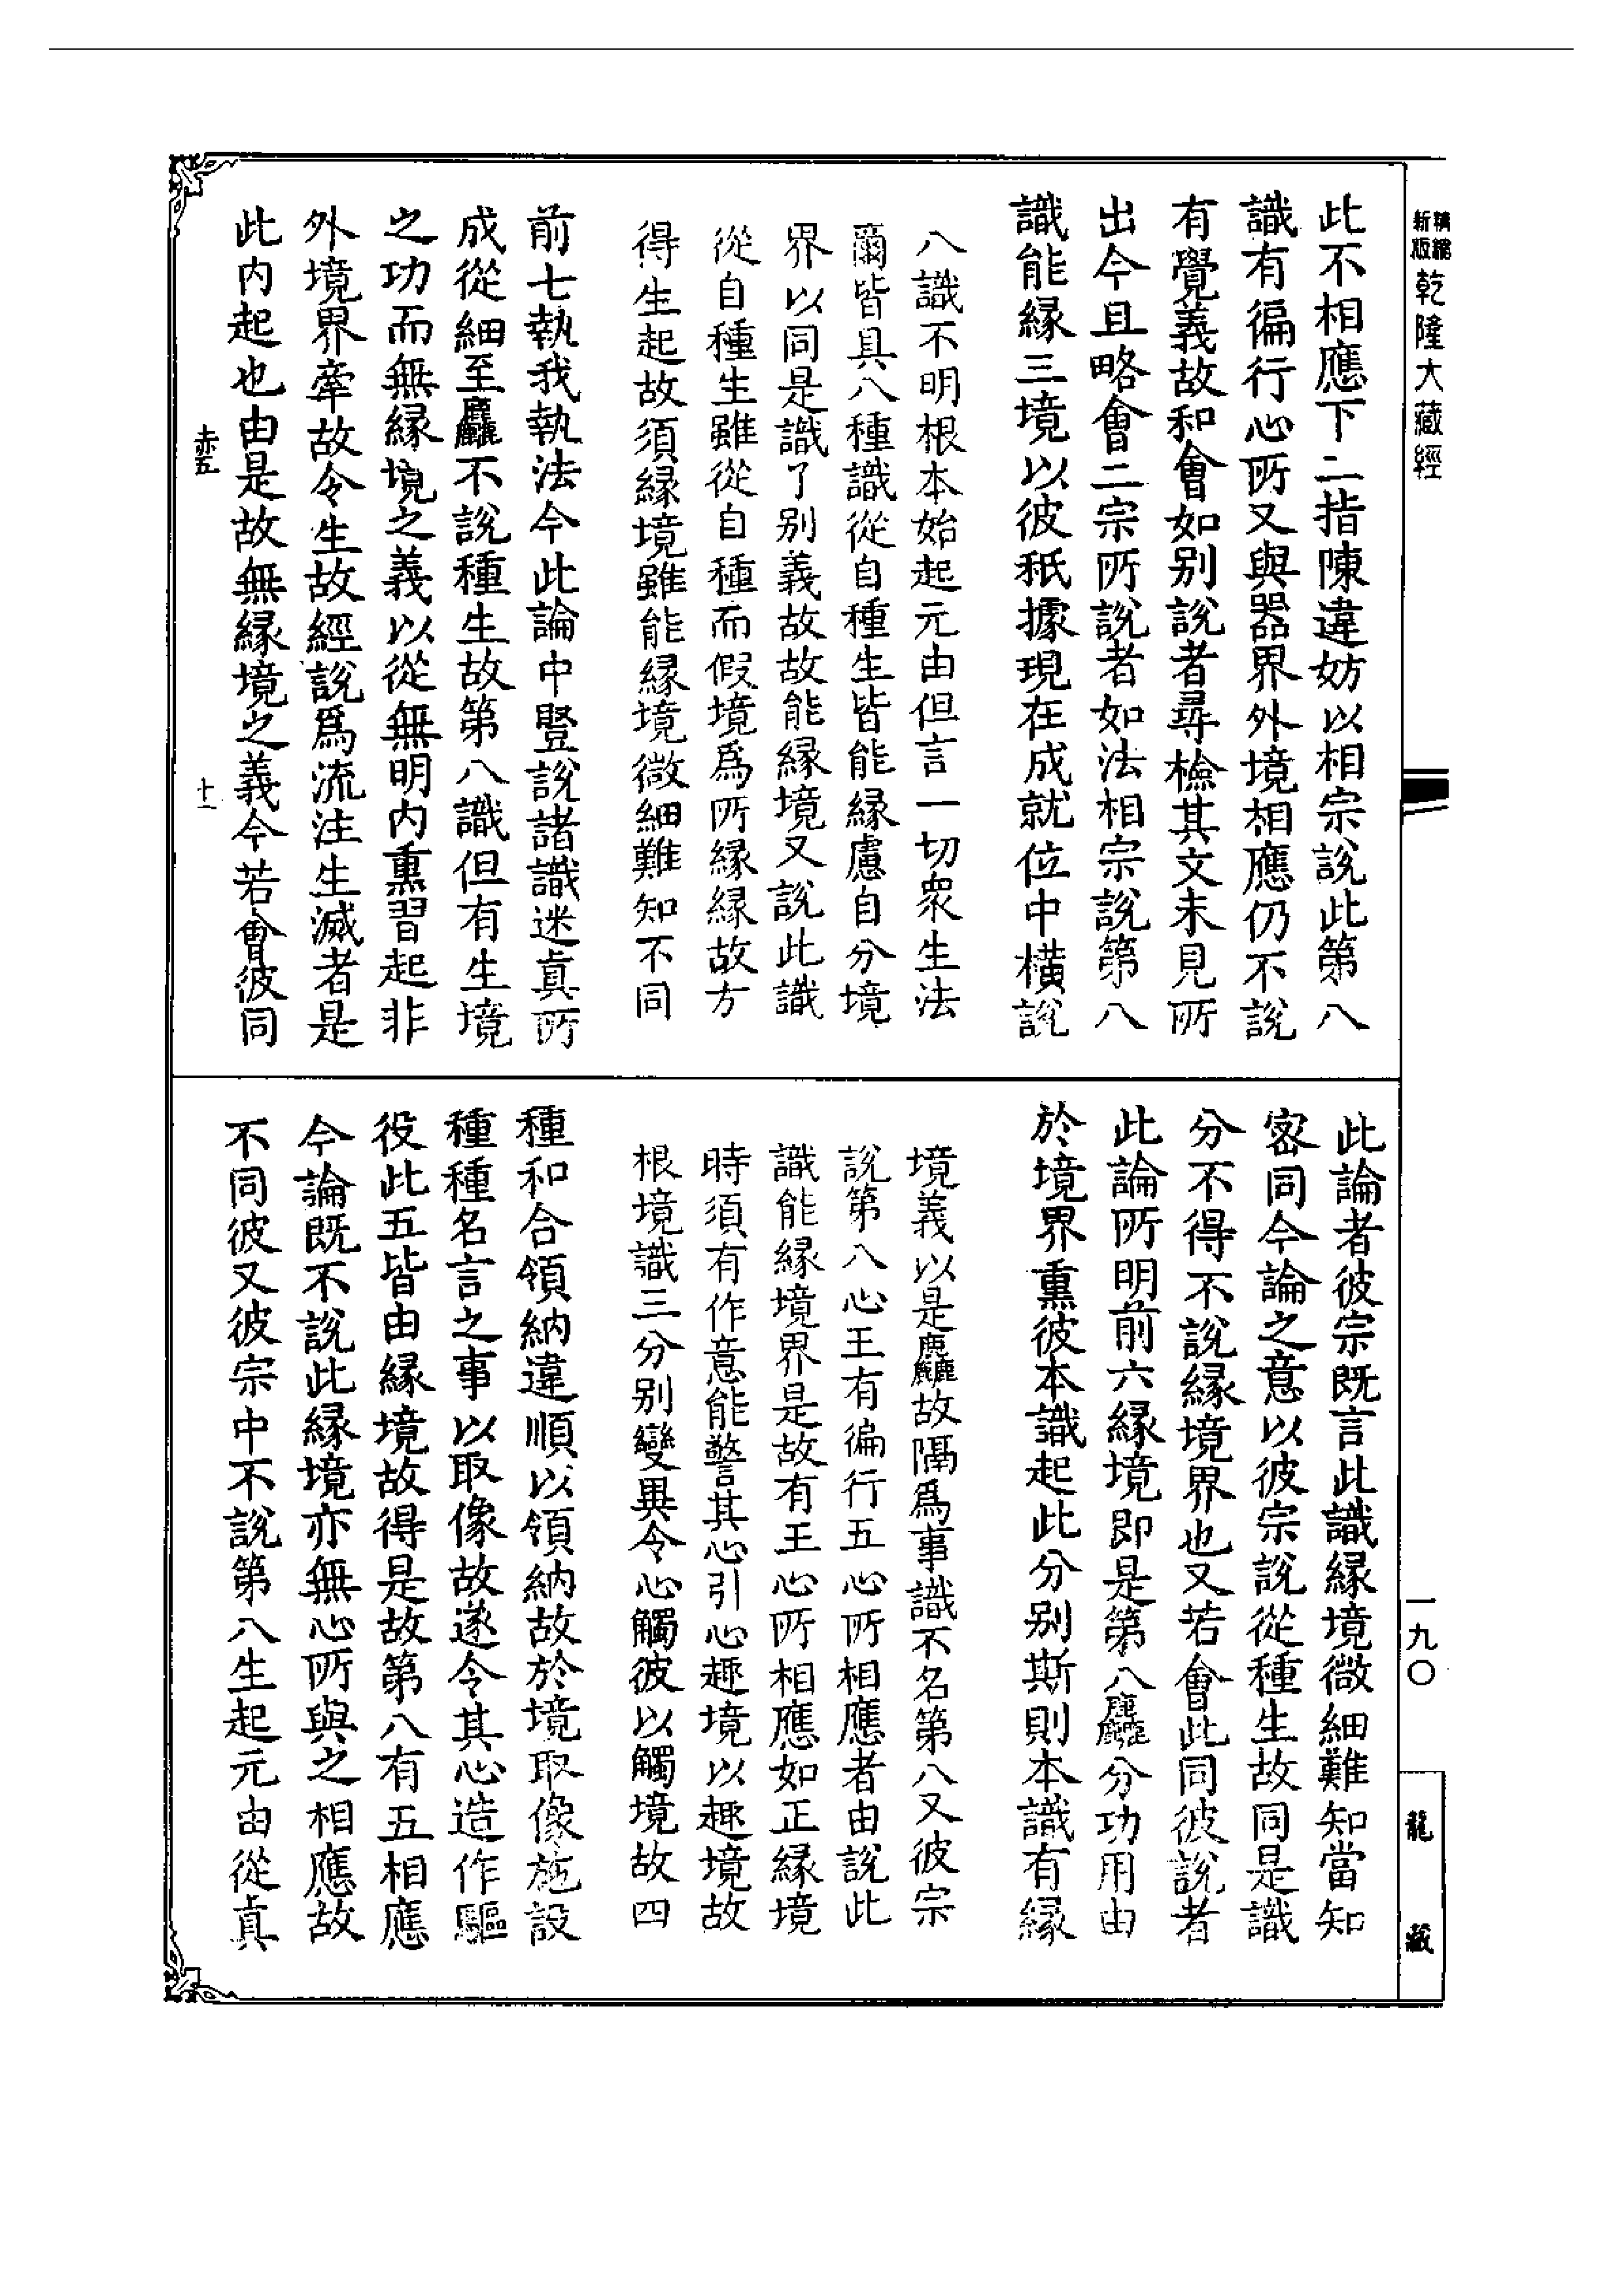 精縮新版乾隆大藏經
此不相應下二指陳違妨以相宗說此第八
識有徧行心所又與器界外境相應仍不說
有覺義故和會如别說者尋檢其文未見所
出今且略會二宗所說者如法相宗說第八
識能縁三境以彼秖據現在成就位中橫說
八識不明根本始起元由但言一切衆生法
爾皆具八種識從自種生皆能縁慮自分境
界以同是識了别義故故能縁境又說此識
從自種生雖從自種而假境爲所縁縁故方
得生起故須縁境雖能縁境微細難知不同
前七執我執法今此論中豎說諸識迷真所
成從細至麤不說種生故第八識但有生境
之功而無縁境之義以從無明内熏習起非
外境界牽故令生故經說爲流注生滅者是
此内起也由是故無縁境之義今若會彼同
赤五
十一
此論者彼宗既言此識縁境微細難知當知
密同今論之意以彼宗說從種生故同是識
分不得不說縁境界也又若會此同彼說者
此論所明前六縁境即是第八麤分功用由
於境界熏彼本識起此分别斯則本識有縁
境義以是麤故隔爲事識不名第八又彼宗
說第八心王有徧行五心所相應者由說此
識能縁境界是故有王心所相應如正縁境
時須有作意能警其心引心趣境以趣境故
根境識三分别變異令心觸彼以觸境故四
種和合領納違順以領納故於境取像施設
種種名言之事以取像故遂令其心造作驅
役此五皆由縁境故得是故第八有五相應
今論既不說此縁境亦無心所與之相應故
不同彼又彼宗中不說第八生起元由從真
一九〇
龍藏